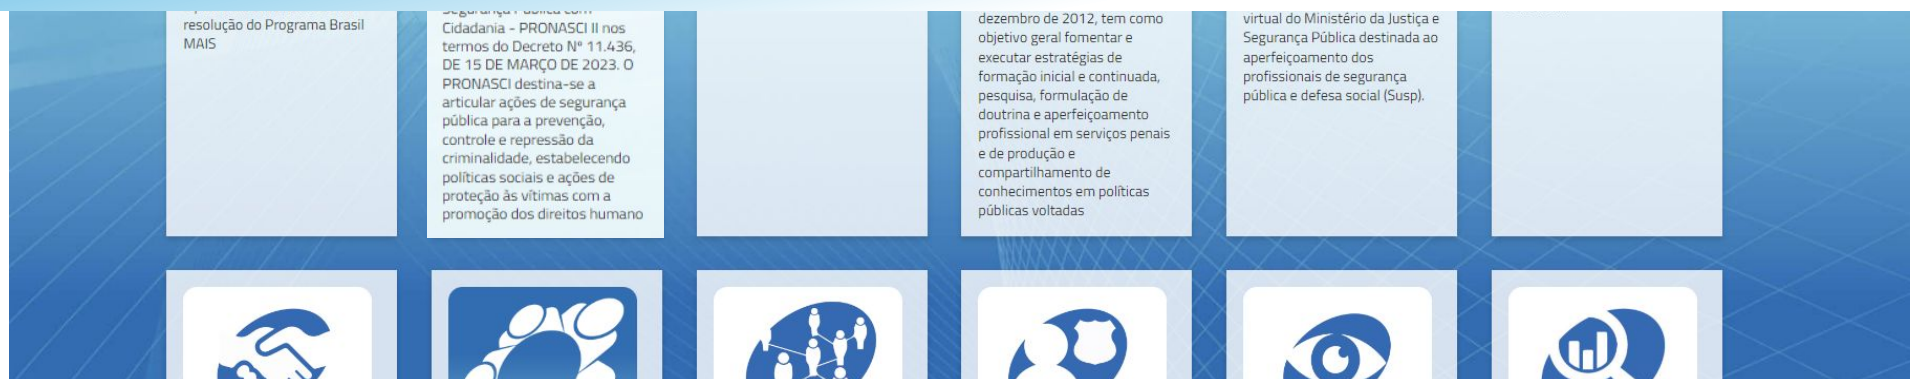 resolução do Programa Brasil
MAIS
Segurança Pública com
Cidadania - PRONASCI II nos
termos do Decreto Nº 11.436,
DE 15 DE MARÇO DE 2023. O
PRONASCI destina-se a
articular ações de segurança
pública para a prevenção,
controle e repressão da
criminalidade, estabelecendo
políticas sociais e ações de
proteção às vítimas com a
promoção dos direitos humano
dezembro de 2012, tem como
objetivo geral fomentar e
executar estratégias de
formação inicial e continuada,
pesquisa, formulação de
doutrina e aperfeiçoamento
profissional em serviços penais
e de produção e
compartilhamento de
conhecimentos em políticas
públicas voltadas
virtual do Ministério da Justiça e
Segurança Pública destinada ao
aperfeiçoamento dos
profissionais de segurança
pública e defesa social (Susp).